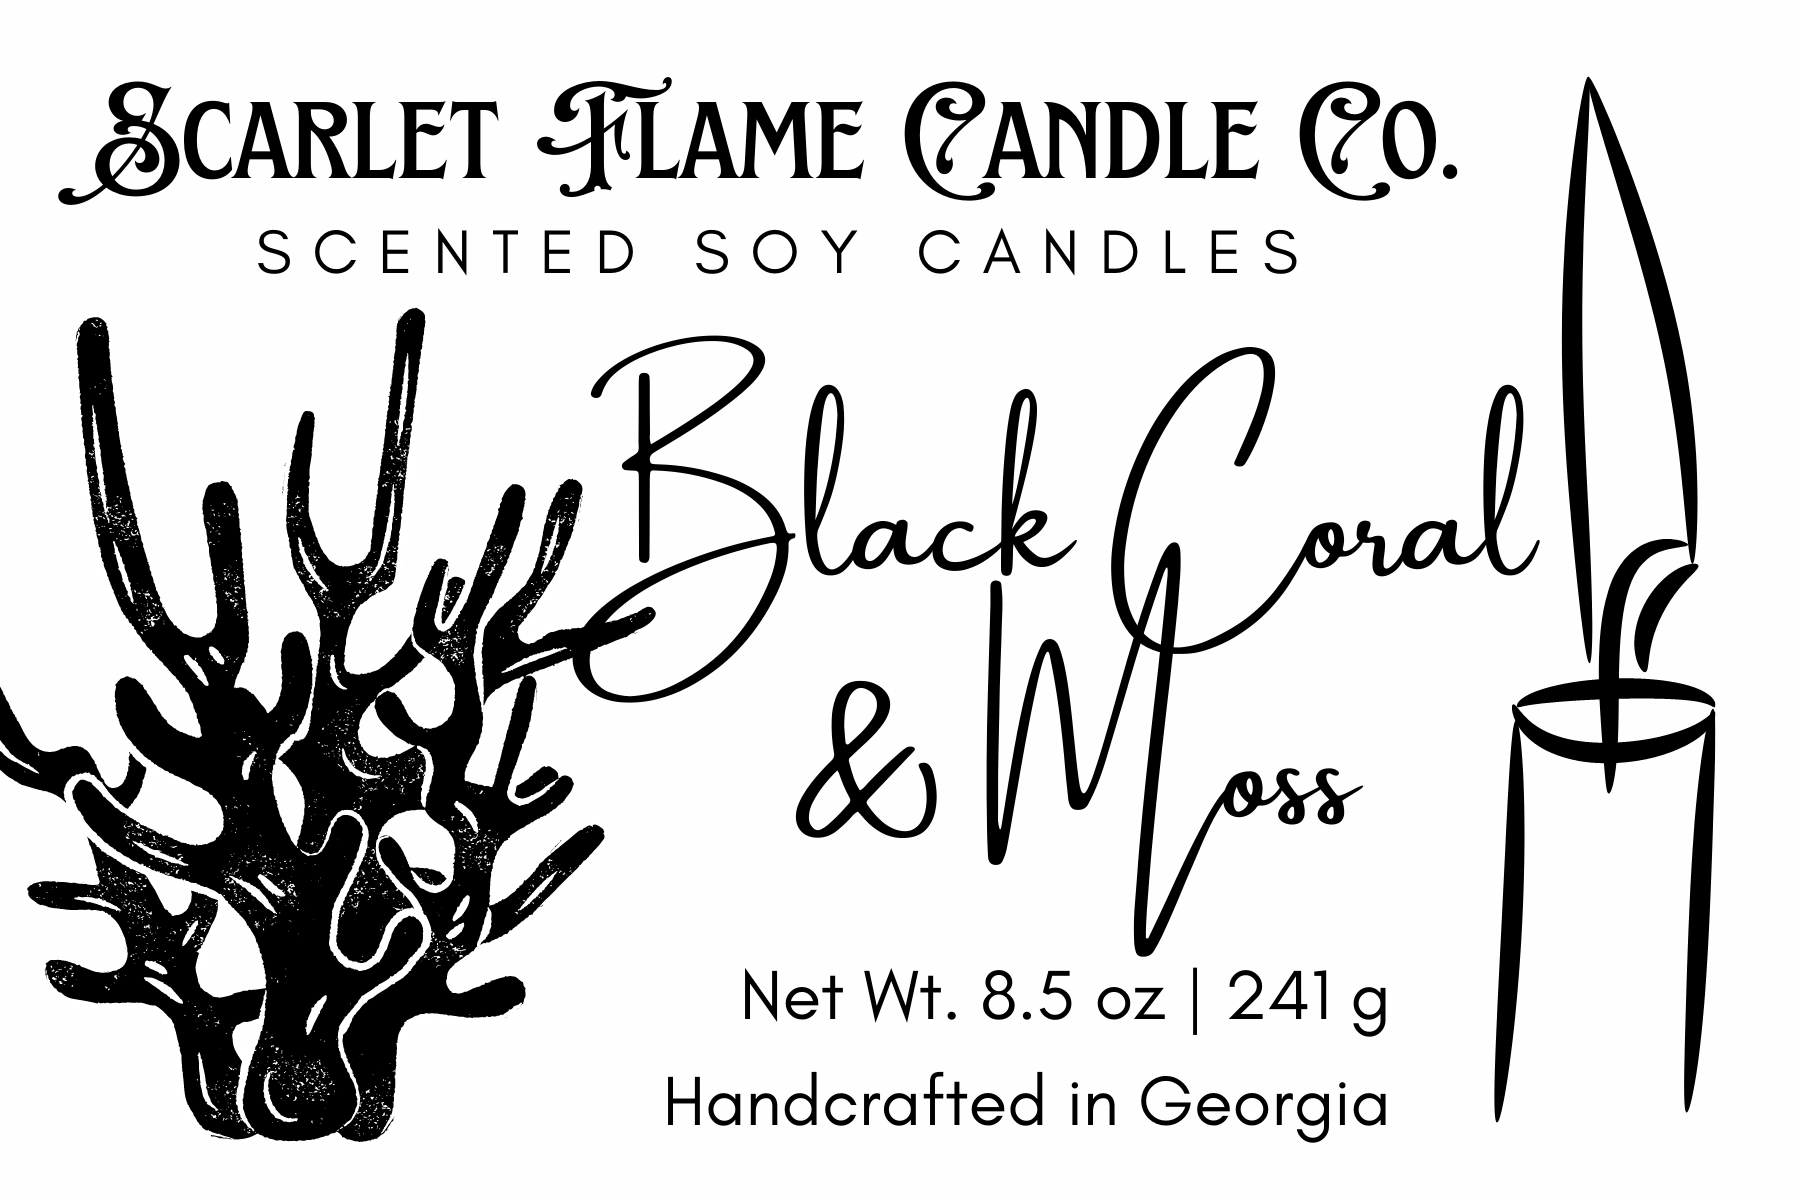 Scarlet Flame Candle Co.
SCENTED SOY CANDLES
Black Coral
& Moss
Net Wt. 8.5 oz | 241 g
Handcrafted in Georgia